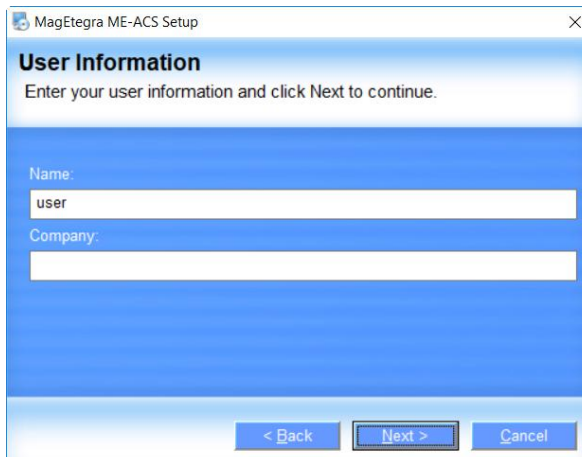 MagEtegra ME-ACS Setup
User Information
Enter your user information and click Next to continue.
Name:
user
Company:
< Back Next > Cancel